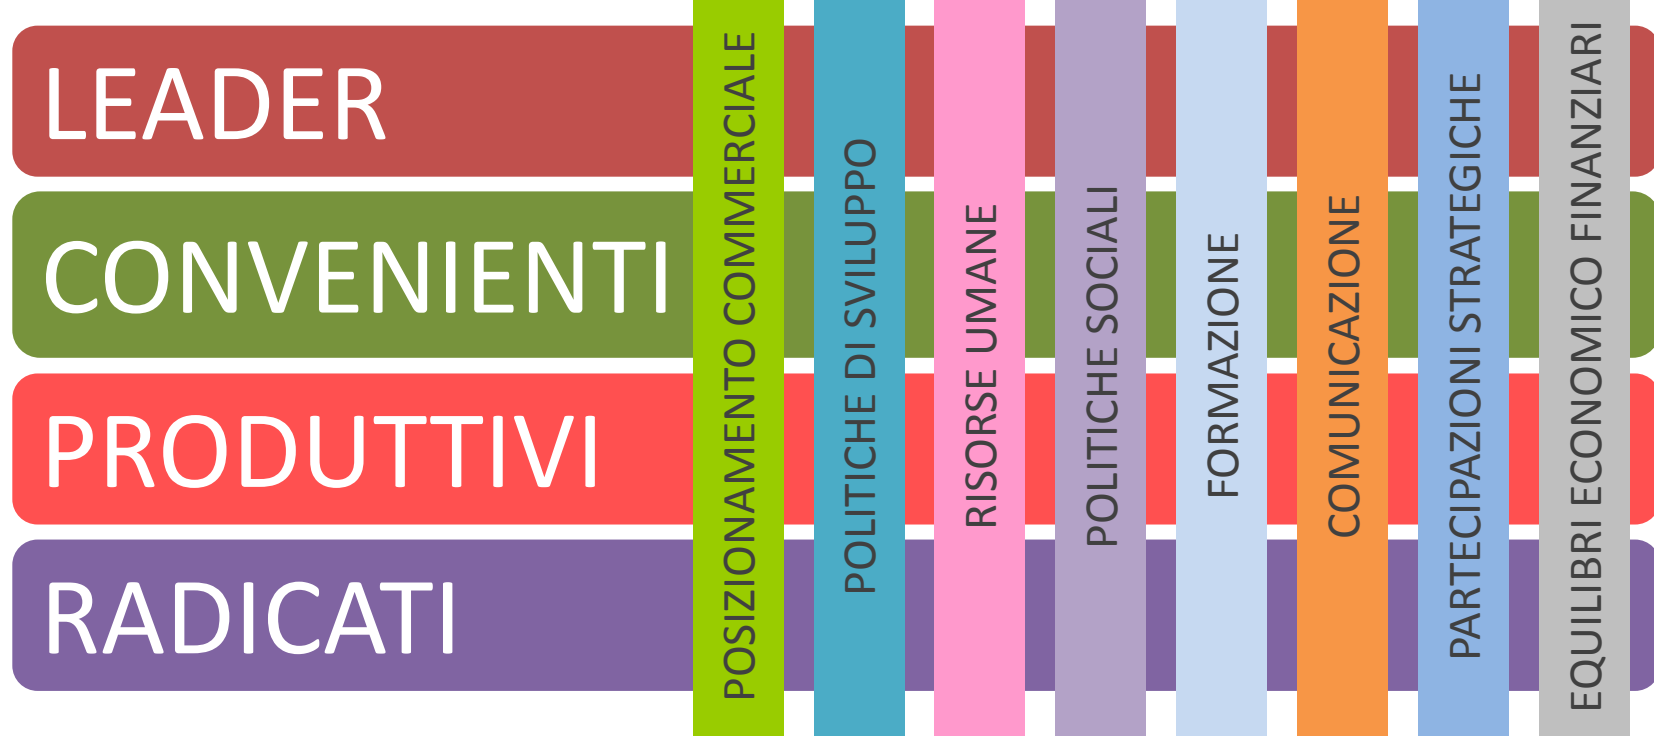 LEADER
CONVENIENTI
PRODUTTIVI
RADICATI
POSIZIONAMENTO COMMERCIALE
POLITICHE DI SVILUPPO
RISORSE UMANE
POLITICHE SOCIALI
FORMAZIONE
COMUNICAZIONE
PARTECIPAZIONI STRATEGICHE
EQUILIBRI ECONOMICO FINANZIARI